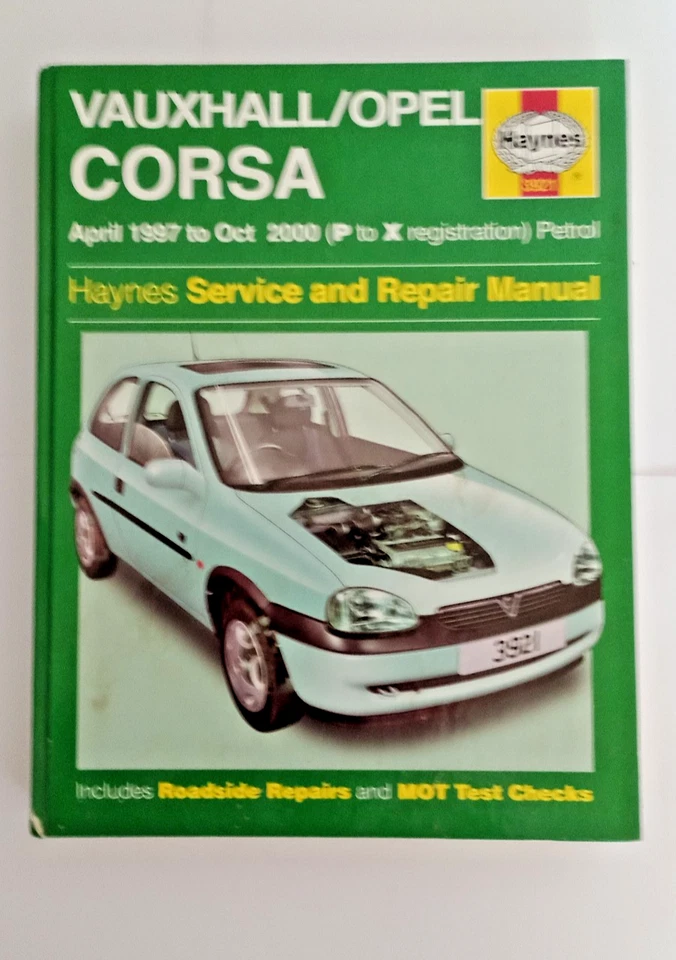 VAUXHALL/OPEL
CORSA
Haynes
3921
April 1997 to Oct 2000 (P to X registration) Petrol
Haynes Service and Repair Manual
3921
Includes Roadside Repairs and MOT Test Checks